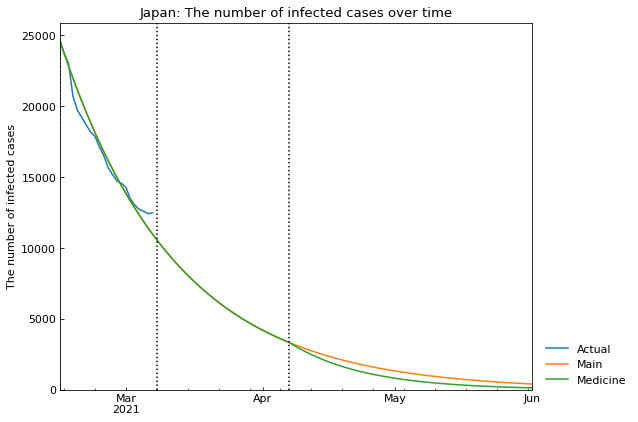 Japan: The number of infected cases over time
The number of infected cases
25000
20000
15000
10000
5000
0
Mar
2021
Apr
May
Jun
Actual
Main
Medicine